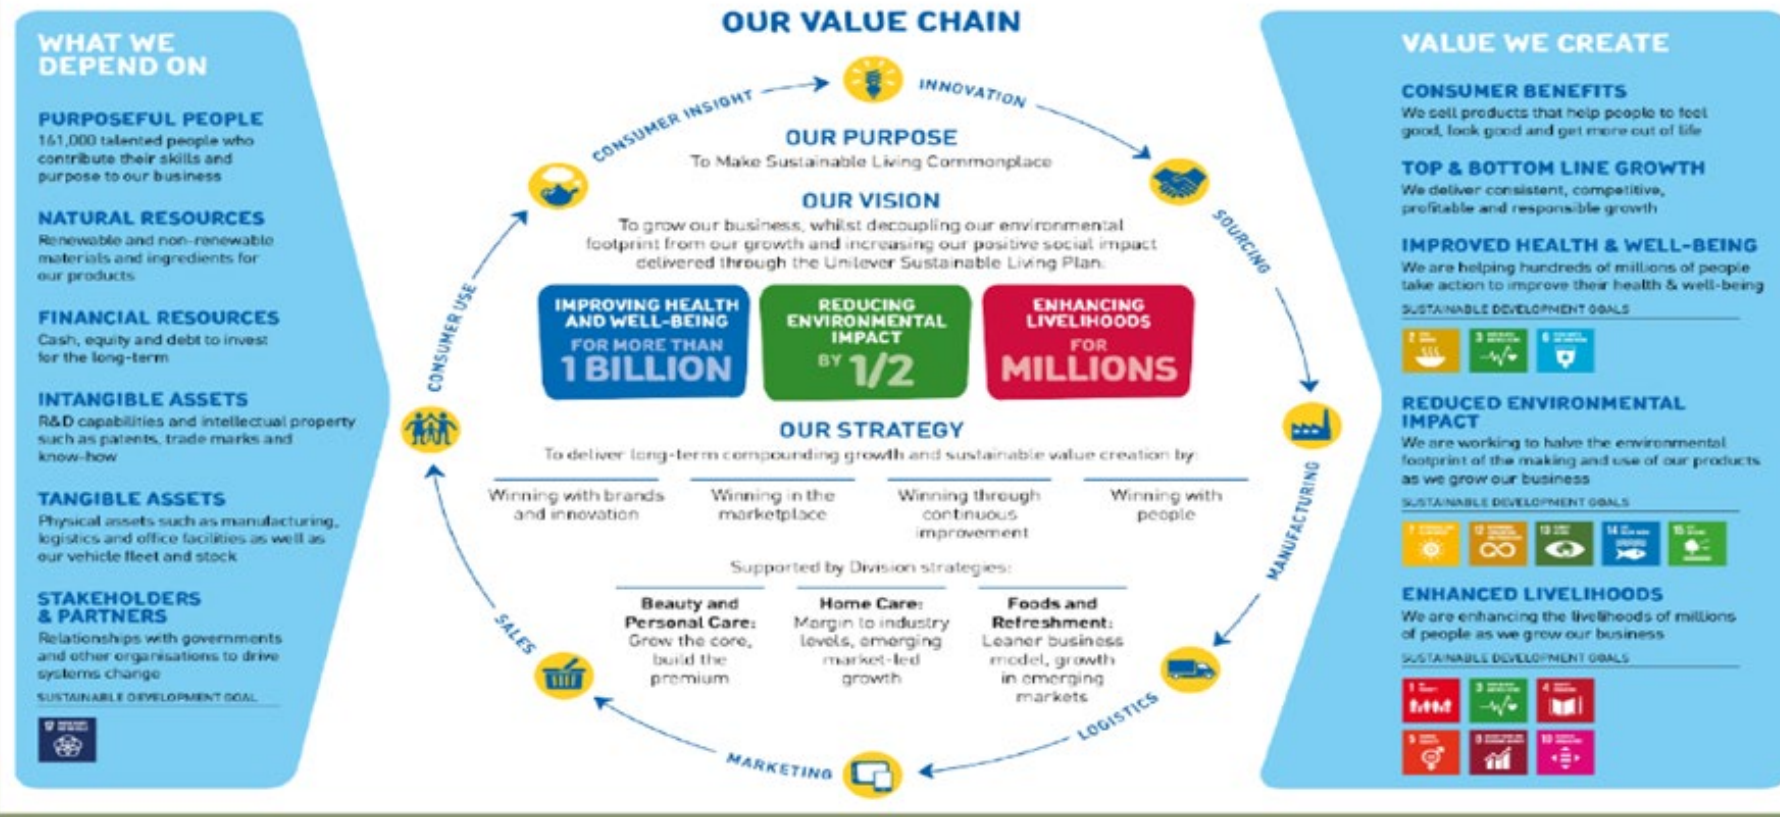 OUR VALUE CHAIN
WHAT WE
DEPEND ON
PURPOSEFUL PEOPLE
161,000 talented people who
contribute their skills and
purpose to our business
NATURAL RESOURCES
Renewable and non-renewable
materials and ingredients for
our products
FINANCIAL RESOURCES
Cash, equity and debt to invest
for the long-term
INTANGIBLE ASSETS
R&D capabilities and intellectual property
such as patents, trade marks and
know-how
TANGIBLE ASSETS
Physical assets such as manufacturing,
logistics and office facilities as well as
our vehicle fleet and stock
STAKEHOLDERS
& PARTNERS
Relationships with governments
and other organisations to drive
systems change
SUSTAINABLE DEVELOPMENT GOAL
CONSUMER INSIGHT
INNOVATION
SOURCING
MANUFACTURING
LOGISTICS
MARKETING
SALES
CONSUMER USE
OUR PURPOSE
To Make Sustainable Living Commonplace
OUR VISION
To grow our business, whilst decoupling our environmental
footprint from our growth and increasing our positive social impact
delivered through the Unilever Sustainable Living Plan.
IMPROVING HEALTH
AND WELL-BEING
FOR MORE THAN
1 BILLION
REDUCING
ENVIRONMENTAL
IMPACT
BY 1/2
ENHANCING
LIVELIHOODS
FOR
MILLIONS
OUR STRATEGY
To deliver long-term compounding growth and sustainable value creation by:
Winning with brands
and innovation
Winning in the
marketplace
Winning through
continuous
improvement
Winning with
people
Supported by Division strategies:
Beauty and
Personal Care:
Grow the core,
build the
premium
Home Care:
Margin to industry
levels, emerging
market-led
growth
Foods and
Refreshment:
Leaner business
model, growth
in emerging
markets
VALUE WE CREATE
CONSUMER BENEFITS
We sell products that help people to feel
good, look good and get more out of life
TOP & BOTTOM LINE GROWTH
We deliver consistent, competitive,
profitable and responsible growth
IMPROVED HEALTH & WELL-BEING
We are helping hundreds of millions of people
take action to improve their health & well-being
SUSTAINABLE DEVELOPMENT GOALS
2
3
6
REDUCED ENVIRONMENTAL
IMPACT
We are working to halve the environmental
footprint of the making and use of our products
as we grow our business
SUSTAINABLE DEVELOPMENT GOALS
7
12
13
14
15
ENHANCED LIVELIHOODS
We are enhancing the livelihoods of millions
of people as we grow our business
SUSTAINABLE DEVELOPMENT GOALS
1
3
4
5
8
10